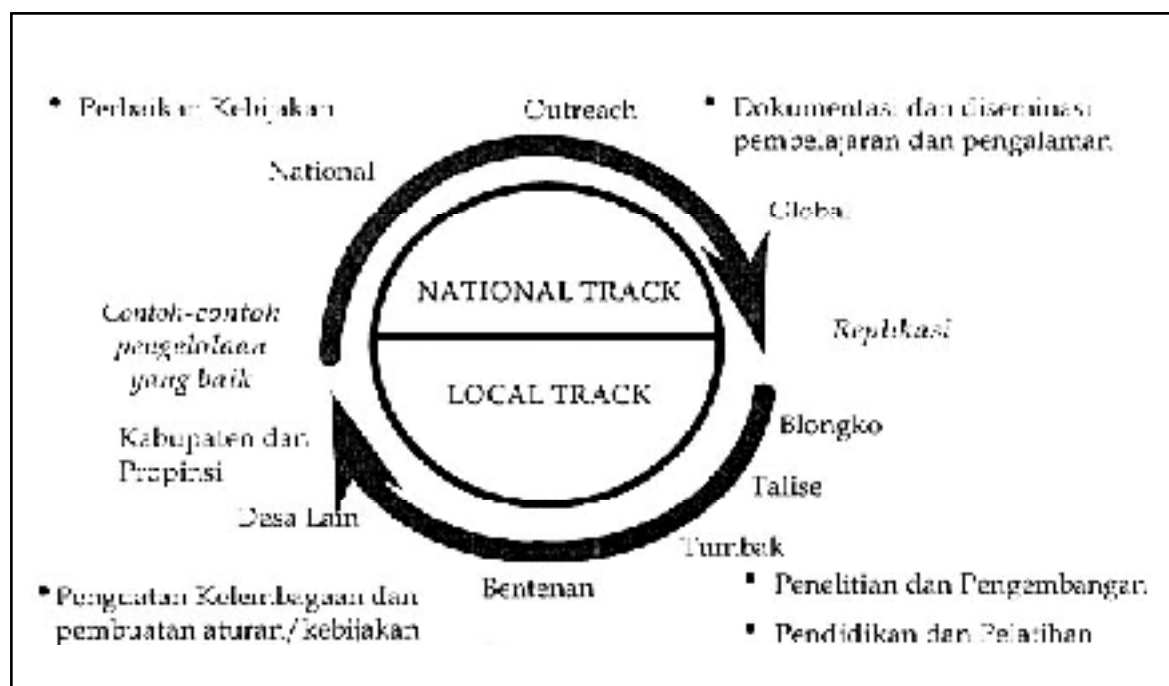 • Perbaikan Kebijakan
Outreach
• Dokumentasi dan diseminasi
pembelajaran dan pengalaman
National
Global
NATIONAL TRACK
Contoh-contoh
pengelolaan
yang baik
Replikasi
LOCAL TRACK
Blongko
Kabupaten dan
Propinsi
Talise
Desa Lain
Tumbak
Bentenan
• Penguatan Kelembagaan dan
pembuatan aturan/kebijakan
• Penelitian dan Pengembangan
• Pendidikan dan Pelatihan